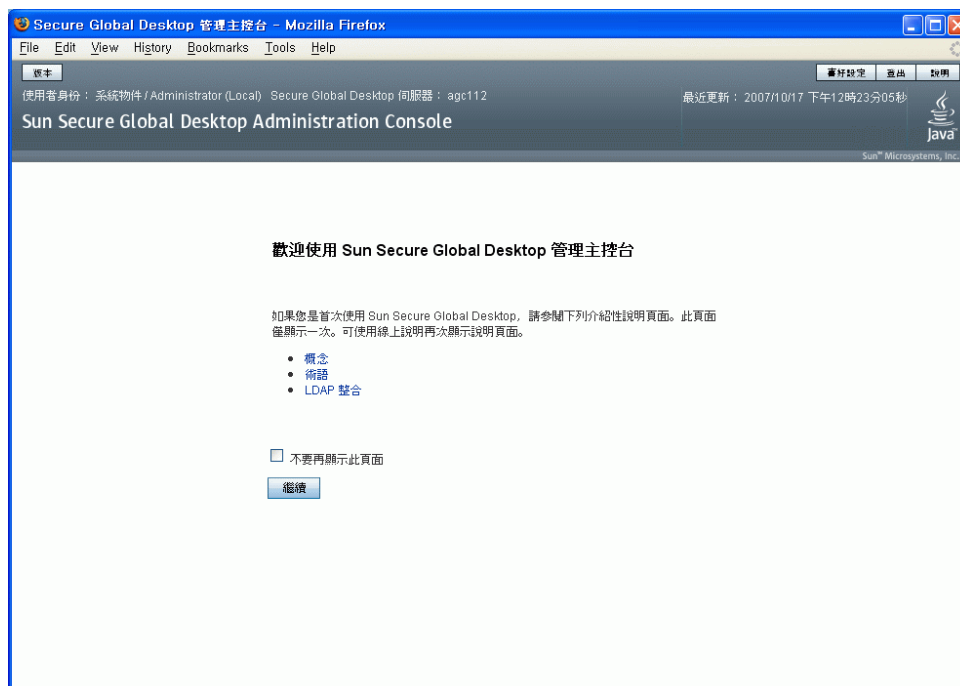 Secure Global Desktop 管理主控台 - Mozilla Firefox
File Edit View History Bookmarks Tools Help
版本 喜好設定 登出 說明
使用者身份： 系統物件 / Administrator (Local) Secure Global Desktop 伺服器： agc112 最近更新： 2007/10/17 下午12時23分05秒
Sun Secure Global Desktop Administration Console
Java
Sun™ Microsystems, Inc.
歡迎使用 Sun Secure Global Desktop 管理主控台
如果您是首次使用 Sun Secure Global Desktop, 請參閱下列介紹性說明頁面。此頁面
僅顯示一次。可使用線上說明再次顯示說明頁面。
• 概念
• 術語
• LDAP 整合
不要再顯示此頁面
繼續